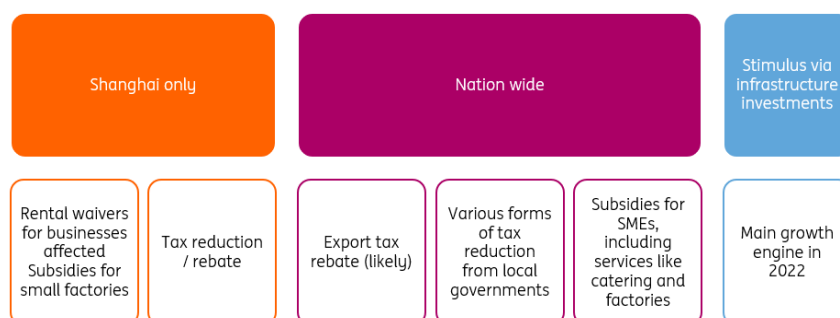 Shanghai only
Nation wide
Stimulus via
infrastructure
investments
Rental waivers
for businesses
affected
Subsidies for
small factories
Tax reduction
/ rebate
Export tax
rebate (likely)
Various forms
of tax
reduction
from local
governments
Subsidies for
SMEs,
including
services like
catering and
factories
Main growth
engine in
2022